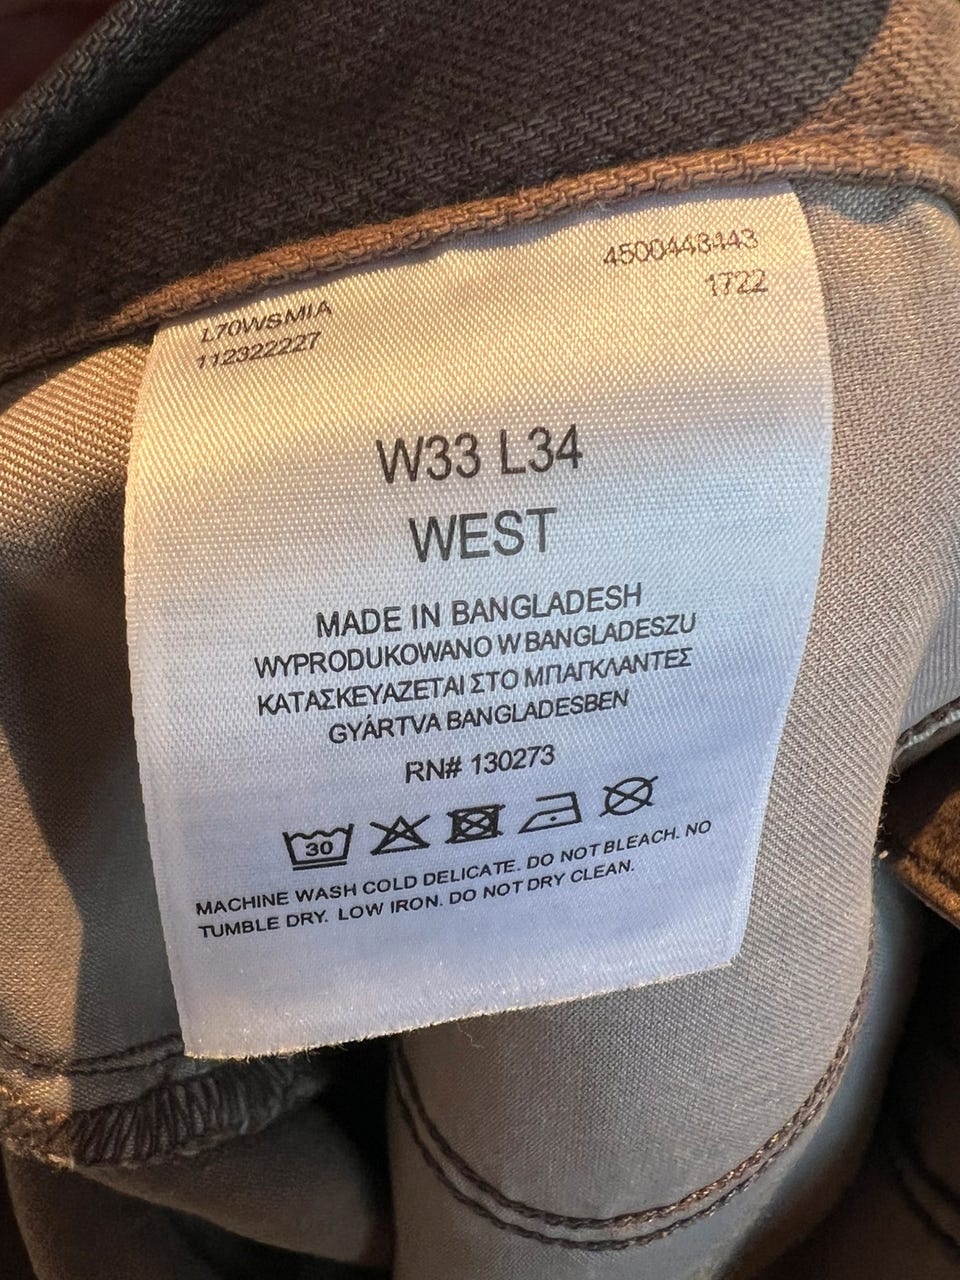 4500443443
1722
L70WSMIA
112322227
W33 L34
WEST
MADE IN BANGLADESH
WYPRODUKOWANO W BANGLADESZU
ΚΑΤΑΣΚΕΥΑΖΕΤΑΙ ΣΤΟ ΜΠΑΓΚΛΑΝΤΕΣ
GYÁRTVA BANGLADESBEN
RN# 130273
30
MACHINE WASH COLD DELICATE. DO NOT BLEACH. NO
TUMBLE DRY. LOW IRON. DO NOT DRY CLEAN.